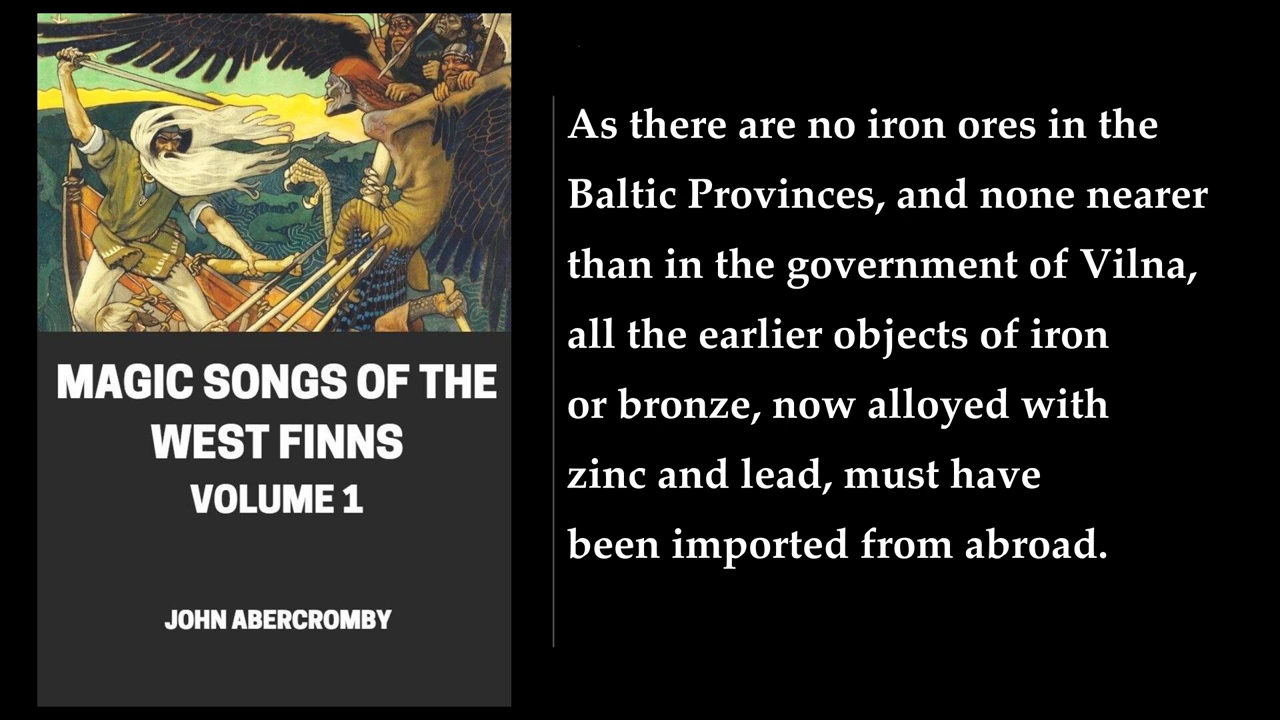 MAGIC SONGS OF THE
WEST FINNS
VOLUME 1
JOHN ABERCROMBY
As there are no iron ores in the
Baltic Provinces, and none nearer
than in the government of Vilna,
all the earlier objects of iron
or bronze, now alloyed with
zinc and lead, must have
been imported from abroad.